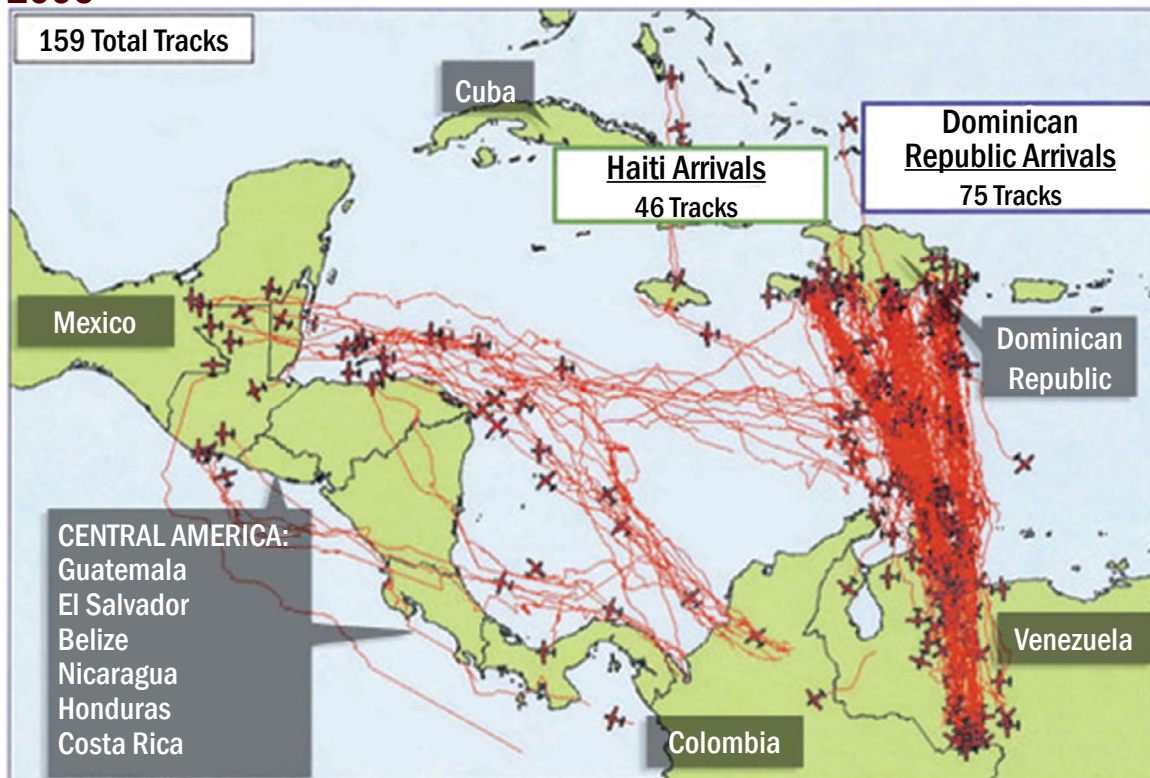 159 Total Tracks
Cuba
Haiti Arrivals
46 Tracks
Dominican
Republic Arrivals
75 Tracks
Mexico
Dominican
Republic
CENTRAL AMERICA:
Guatemala
El Salvador
Belize
Nicaragua
Honduras
Costa Rica
Venezuela
Colombia